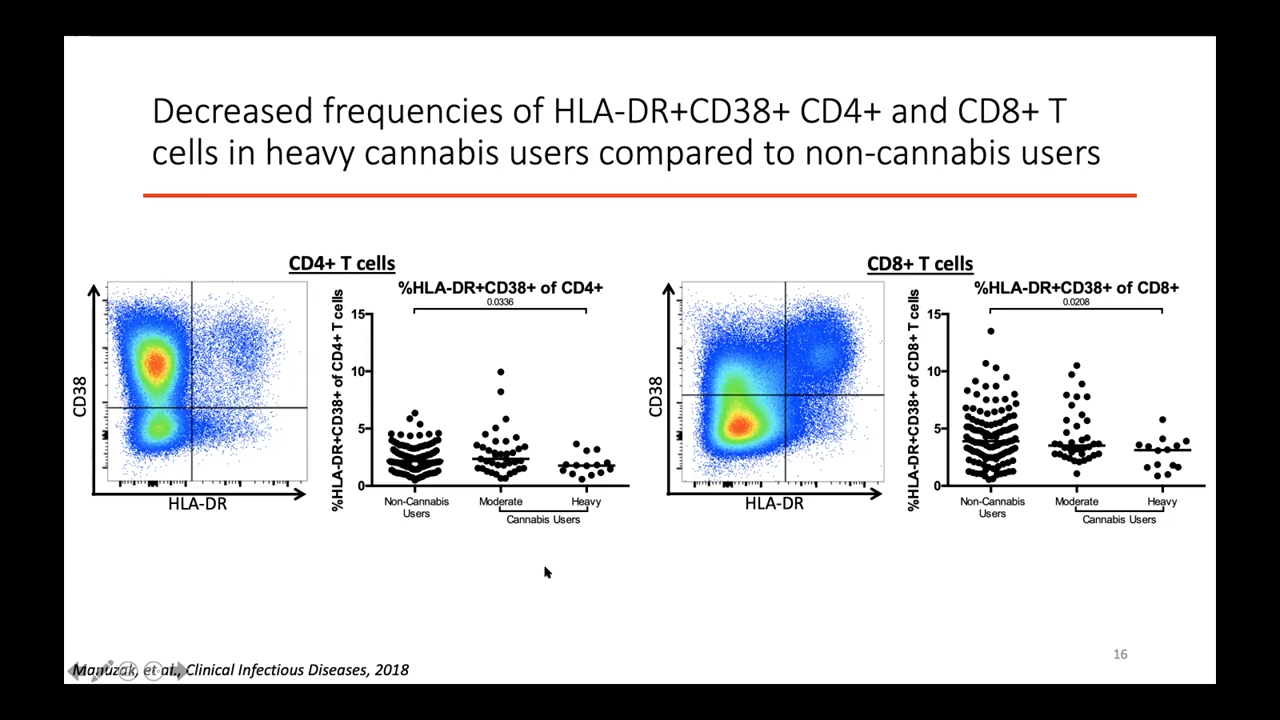 Decreased frequencies of HLA-DR+CD38+ CD4+ and CD8+ T
cells in heavy cannabis users compared to non-cannabis users
CD4+ T cells
CD38
HLA-DR
%HLA-DR+CD38+ of CD4+
0.0336
%HLA-DR+CD38+ of CD4+ T cells
15
10
5
0
Non-Cannabis
Users
Moderate
Heavy
Cannabis Users
CD8+ T cells
CD38
HLA-DR
%HLA-DR+CD38+ of CD8+
0.0208
%HLA-DR+CD38+ of CD8+ T cells
15
10
5
0
Non-Cannabis
Users
Moderate
Heavy
Cannabis Users
16
Manuzak, et al., Clinical Infectious Diseases, 2018